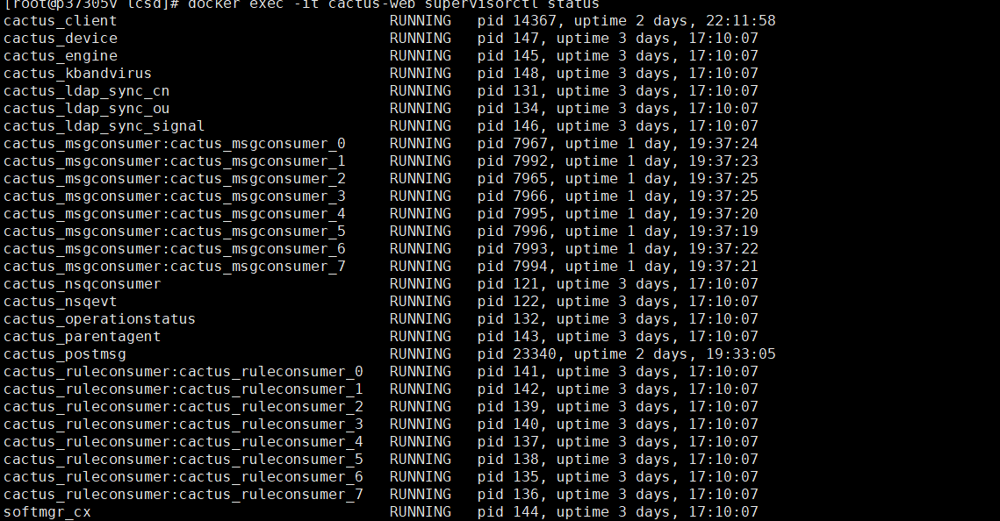 [root@p37305v lcsd]# docker exec -it cactus-web supervisorctl status
cactus_client RUNNING pid 14367, uptime 2 days, 22:11:58
cactus_device RUNNING pid 147, uptime 3 days, 17:10:07
cactus_engine RUNNING pid 145, uptime 3 days, 17:10:07
cactus_kbandvirus RUNNING pid 148, uptime 3 days, 17:10:07
cactus_ldap_sync_cn RUNNING pid 131, uptime 3 days, 17:10:07
cactus_ldap_sync_ou RUNNING pid 134, uptime 3 days, 17:10:07
cactus_ldap_sync_signal RUNNING pid 146, uptime 3 days, 17:10:07
cactus_msgconsumer:cactus_msgconsumer_0 RUNNING pid 7967, uptime 1 day, 19:37:24
cactus_msgconsumer:cactus_msgconsumer_1 RUNNING pid 7992, uptime 1 day, 19:37:23
cactus_msgconsumer:cactus_msgconsumer_2 RUNNING pid 7965, uptime 1 day, 19:37:25
cactus_msgconsumer:cactus_msgconsumer_3 RUNNING pid 7966, uptime 1 day, 19:37:25
cactus_msgconsumer:cactus_msgconsumer_4 RUNNING pid 7995, uptime 1 day, 19:37:20
cactus_msgconsumer:cactus_msgconsumer_5 RUNNING pid 7996, uptime 1 day, 19:37:19
cactus_msgconsumer:cactus_msgconsumer_6 RUNNING pid 7993, uptime 1 day, 19:37:22
cactus_msgconsumer:cactus_msgconsumer_7 RUNNING pid 7994, uptime 1 day, 19:37:21
cactus_nsqconsumer RUNNING pid 121, uptime 3 days, 17:10:07
cactus_nsqevt RUNNING pid 122, uptime 3 days, 17:10:07
cactus_operationstatus RUNNING pid 132, uptime 3 days, 17:10:07
cactus_parentagent RUNNING pid 143, uptime 3 days, 17:10:07
cactus_postmsg RUNNING pid 23340, uptime 2 days, 19:33:05
cactus_ruleconsumer:cactus_ruleconsumer_0 RUNNING pid 141, uptime 3 days, 17:10:07
cactus_ruleconsumer:cactus_ruleconsumer_1 RUNNING pid 142, uptime 3 days, 17:10:07
cactus_ruleconsumer:cactus_ruleconsumer_2 RUNNING pid 139, uptime 3 days, 17:10:07
cactus_ruleconsumer:cactus_ruleconsumer_3 RUNNING pid 140, uptime 3 days, 17:10:07
cactus_ruleconsumer:cactus_ruleconsumer_4 RUNNING pid 137, uptime 3 days, 17:10:07
cactus_ruleconsumer:cactus_ruleconsumer_5 RUNNING pid 138, uptime 3 days, 17:10:07
cactus_ruleconsumer:cactus_ruleconsumer_6 RUNNING pid 135, uptime 3 days, 17:10:07
cactus_ruleconsumer:cactus_ruleconsumer_7 RUNNING pid 136, uptime 3 days, 17:10:07
softmgr_cx RUNNING pid 144, uptime 3 days, 17:10:07